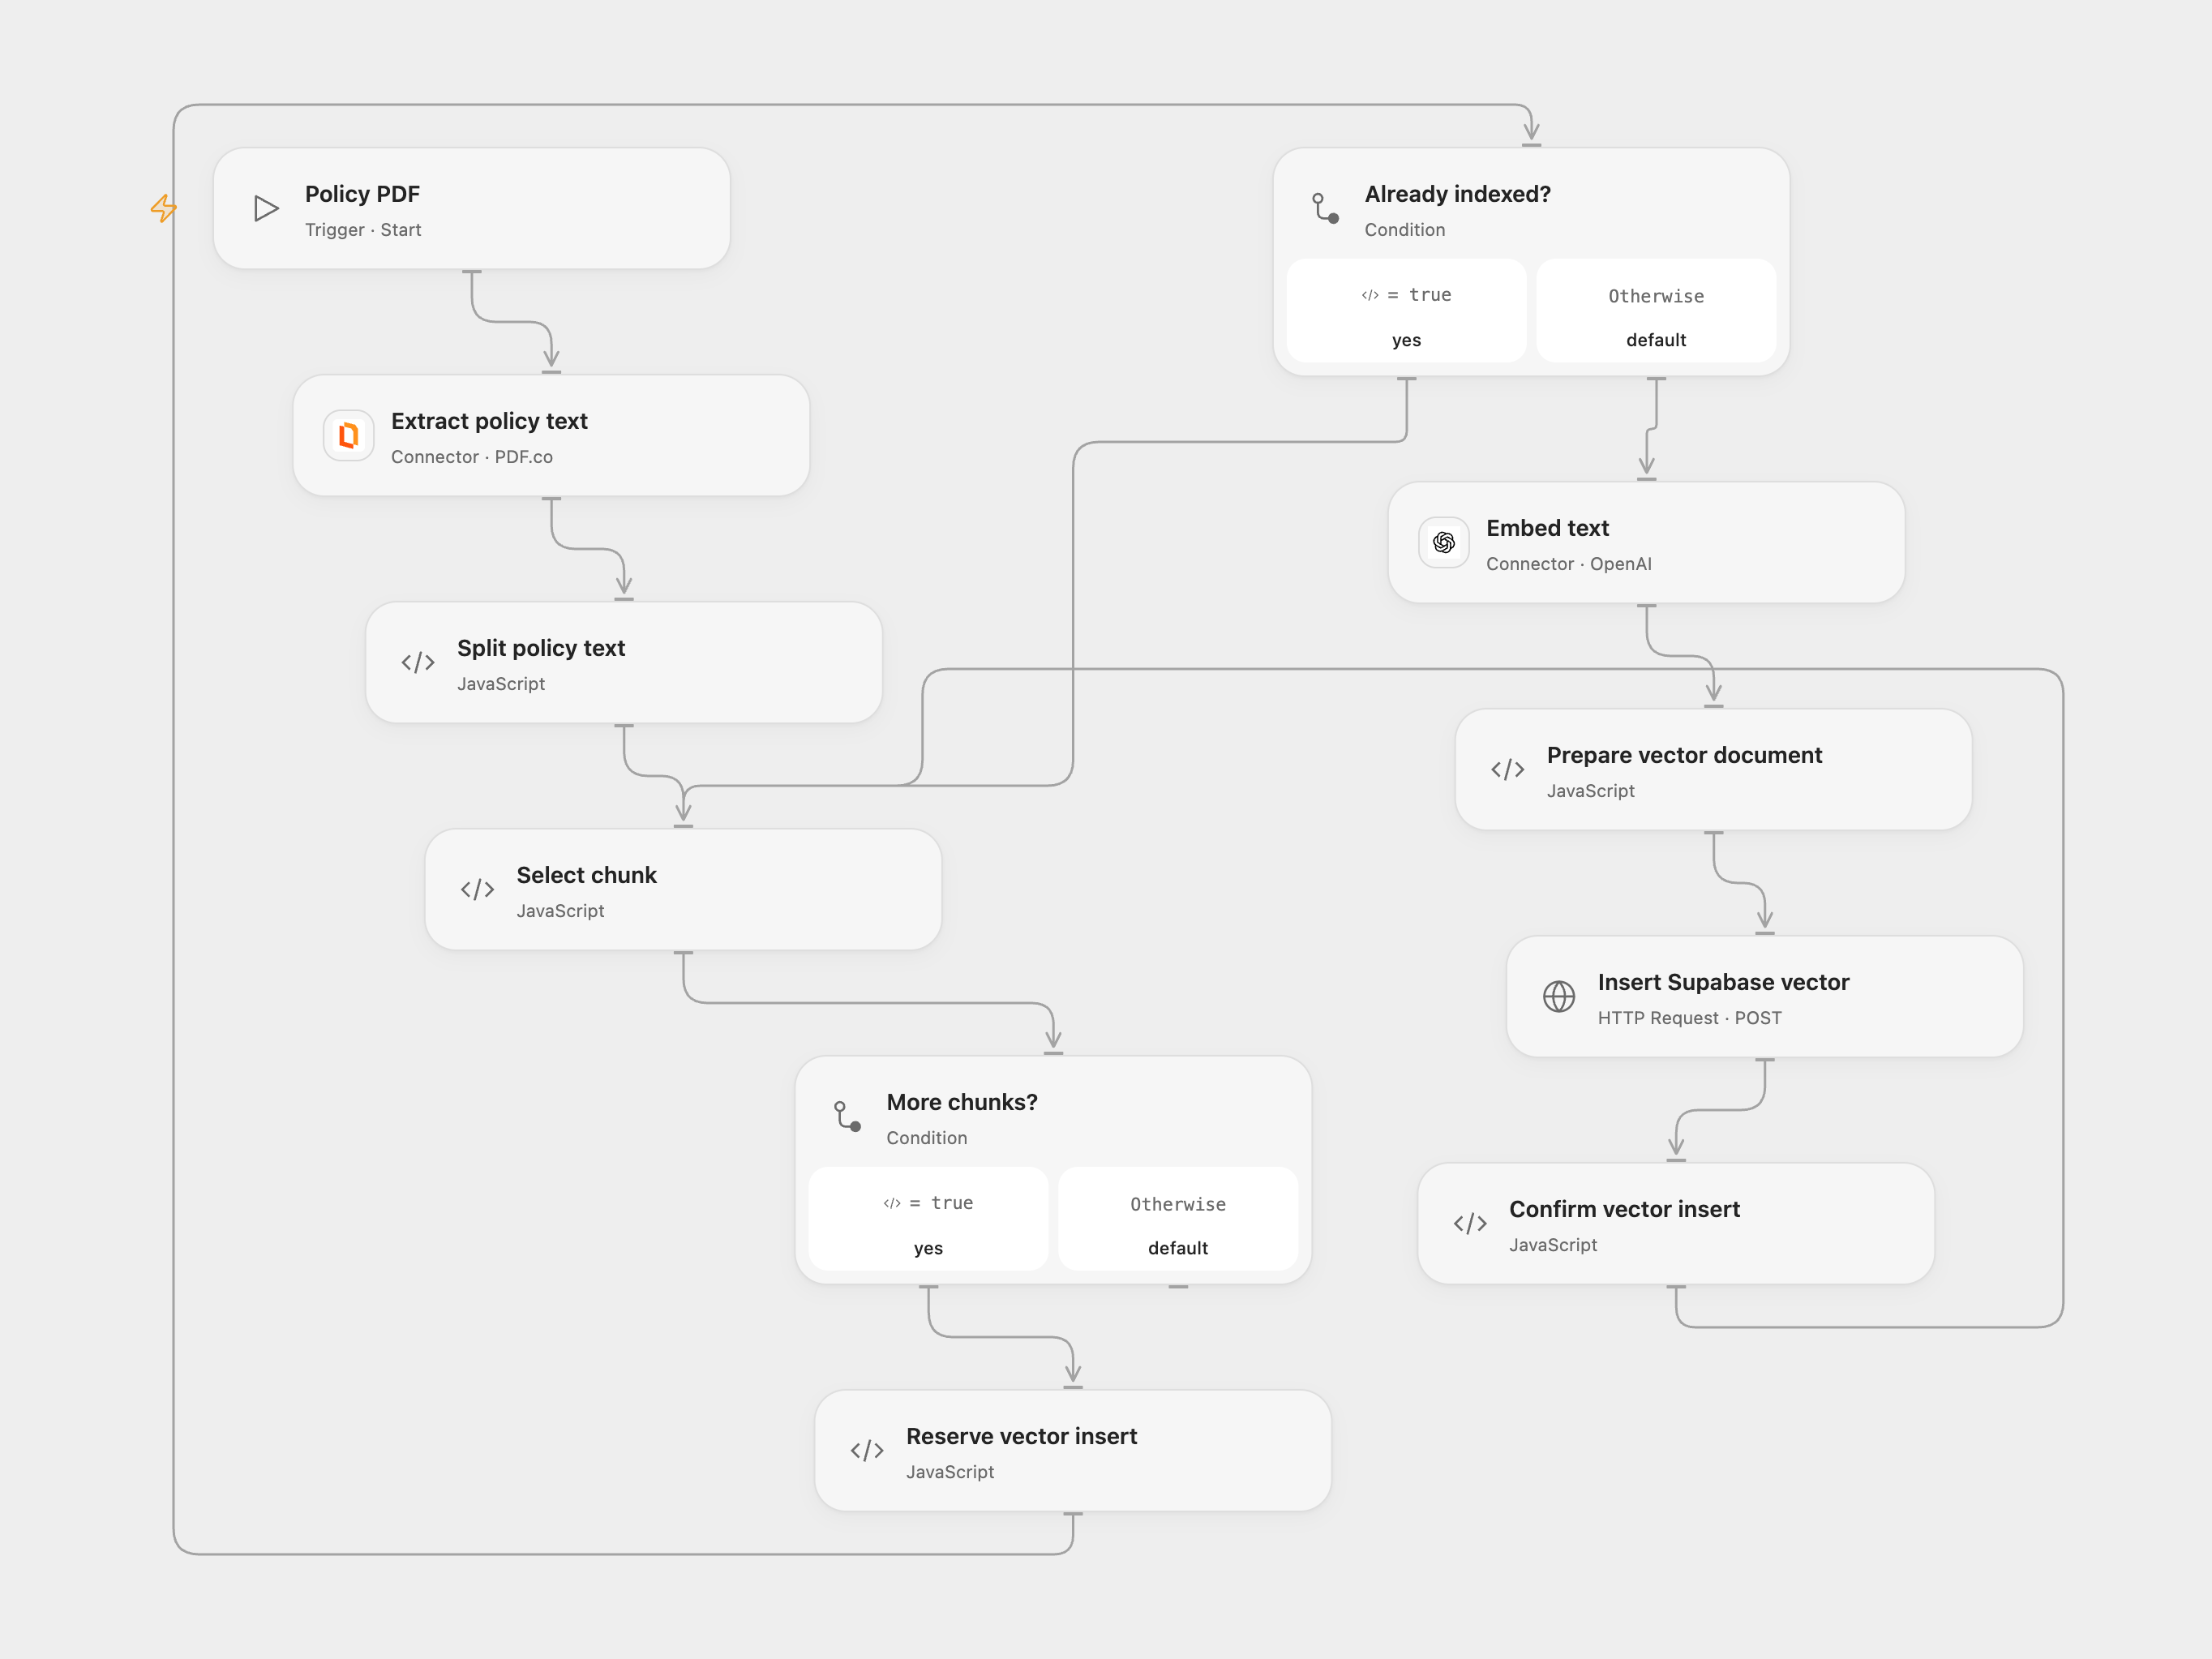 Policy PDF
Trigger · Start
Extract policy text
Connector · PDF.co
Split policy text
JavaScript
Select chunk
JavaScript
More chunks?
Condition
</> = true
yes
Otherwise
default
Reserve vector insert
JavaScript
Already indexed?
Condition
</> = true
yes
Otherwise
default
Embed text
Connector · OpenAI
Prepare vector document
JavaScript
Insert Supabase vector
HTTP Request · POST
Confirm vector insert
JavaScript